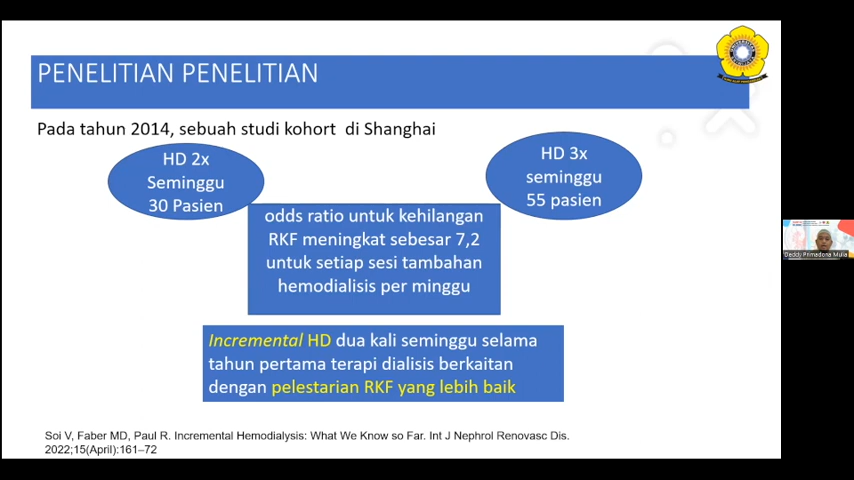 PENELITIAN PENELITIAN
Pada tahun 2014, sebuah studi kohort di Shanghai
HD 2x
Seminggu
30 Pasien
HD 3x
seminggu
55 pasien
odds ratio untuk kehilangan
RKF meningkat sebesar 7,2
untuk setiap sesi tambahan
hemodialisis per minggu
Incremental HD dua kali seminggu selama
tahun pertama terapi dialisis berkaitan
dengan pelestarian RKF yang lebih baik
Soi V, Faber MD, Paul R. Incremental Hemodialysis: What We Know so Far. Int J Nephrol Renovasc Dis.
2022;15(April):161–72
Deddy Primadona Mula